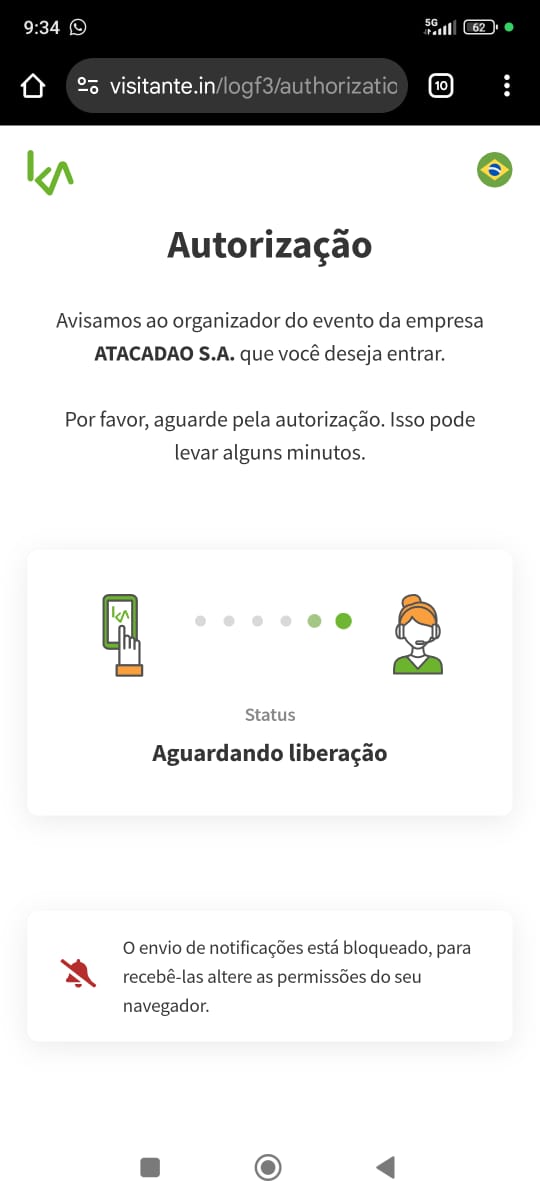 9:34
5G
62
visitante.in/logf3/authorizatio
10
Autorização
Avisamos ao organizador do evento da empresa
ATACADAO S.A. que você deseja entrar.
Por favor, aguarde pela autorização. Isso pode
levar alguns minutos.
Status
Aguardando liberação
O envio de notificações está bloqueado, para
recebê-las altere as permissões do seu
navegador.